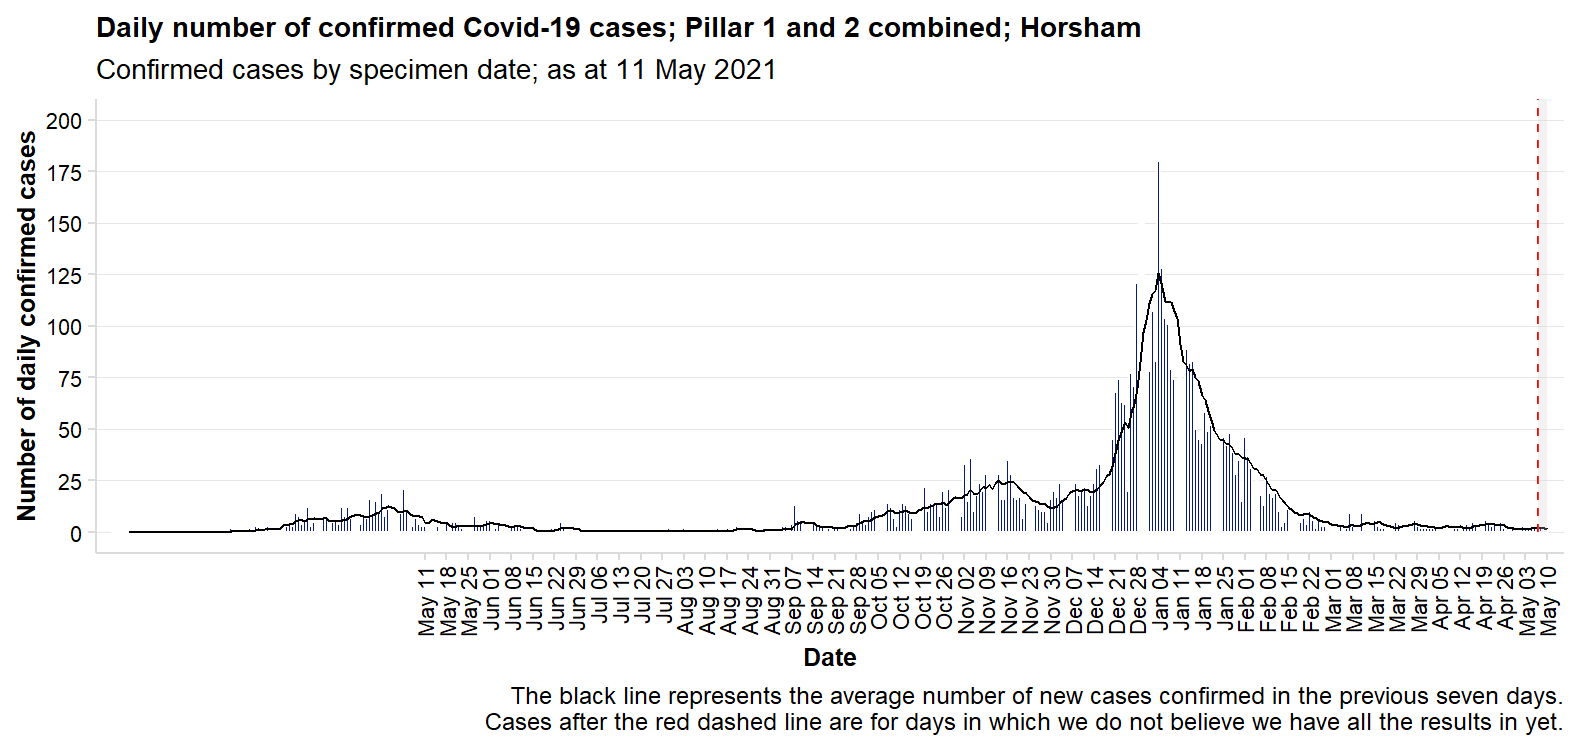 Daily number of confirmed Covid-19 cases; Pillar 1 and 2 combined; Horsham
Confirmed cases by specimen date; as at 11 May 2021
Number of daily confirmed cases
200
175
150
125
100
75
50
25
0
May 11
May 18
May 25
Jun 01
Jun 08
Jun 15
Jun 22
Jun 29
Jul 06
Jul 13
Jul 20
Jul 27
Aug 03
Aug 10
Aug 17
Aug 24
Aug 31
Sep 07
Sep 14
Sep 21
Sep 28
Oct 05
Oct 12
Oct 19
Oct 26
Nov 02
Nov 09
Nov 16
Nov 23
Nov 30
Dec 07
Dec 14
Dec 21
Dec 28
Jan 04
Jan 11
Jan 18
Jan 25
Feb 01
Feb 08
Feb 15
Feb 22
Mar 01
Mar 08
Mar 15
Mar 22
Mar 29
Apr 05
Apr 12
Apr 19
Apr 26
May 03
May 10
Date
The black line represents the average number of new cases confirmed in the previous seven days.
Cases after the red dashed line are for days in which we do not believe we have all the results in yet.